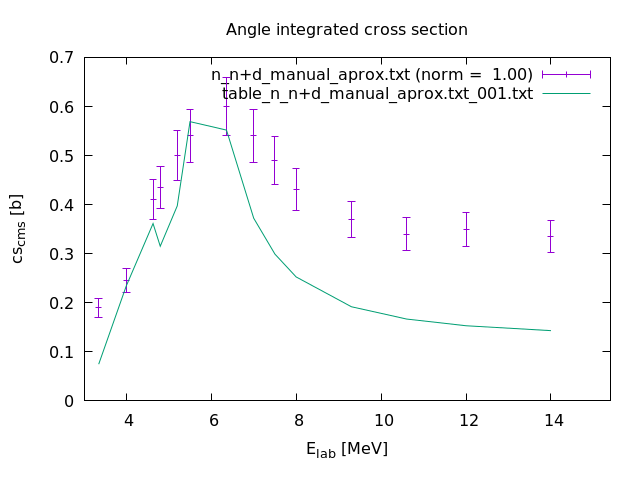 Angle integrated cross section
n_n+d_manual_aprox.txt (norm =  1.00)
table_n_n+d_manual_aprox.txt_001.txt
cs_cms [b]
0.7
0.6
0.5
0.4
0.3
0.2
0.1
0
4 6 8 10 12 14
E_lab [MeV]